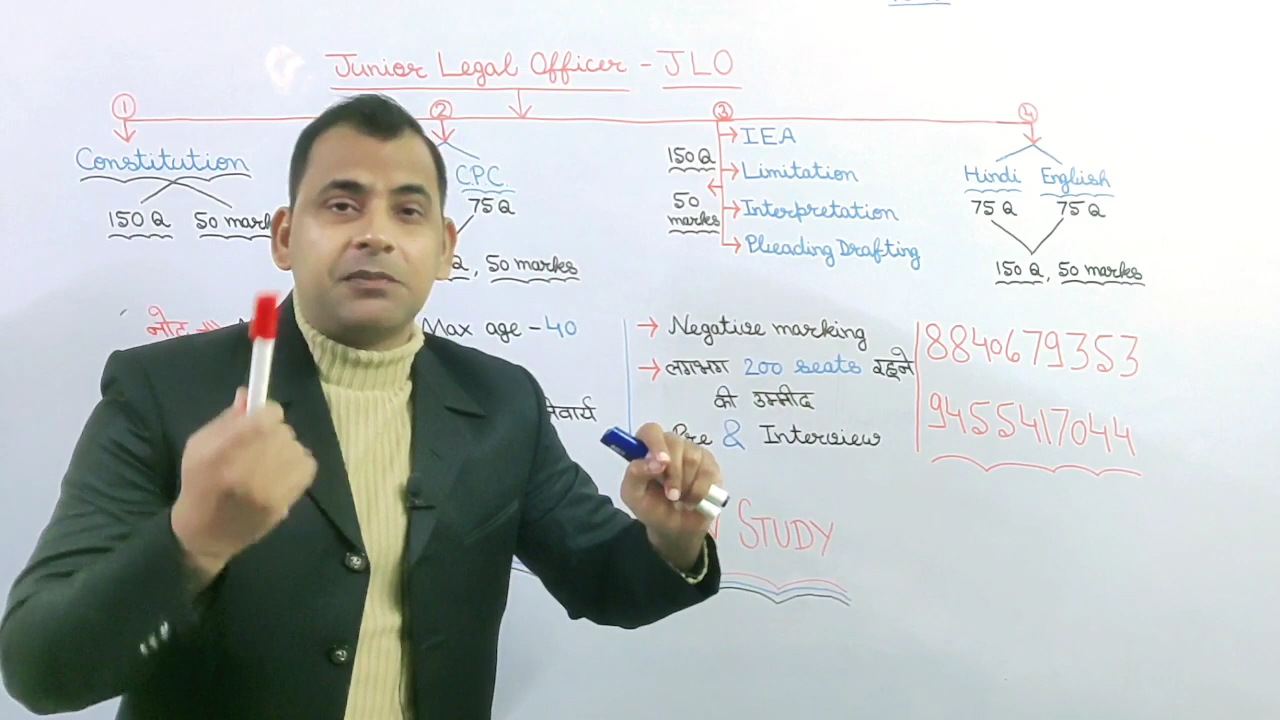 Junior Legal Officer - JLO
① ② ③ ④
Constitution
150 Q 50 mark
CPC
75 Q
, 50 marks
150 Q
50
marks
IEA
Limitation
Interpretation
Pleading Drafting
Hindi English
75 Q 75 Q
150 Q, 50 marks
नोट
Max age - 40
Negative marking
लगभग 200 seats रहने
की उम्मीद
& Interview
8840679353
9455417044
STUDY